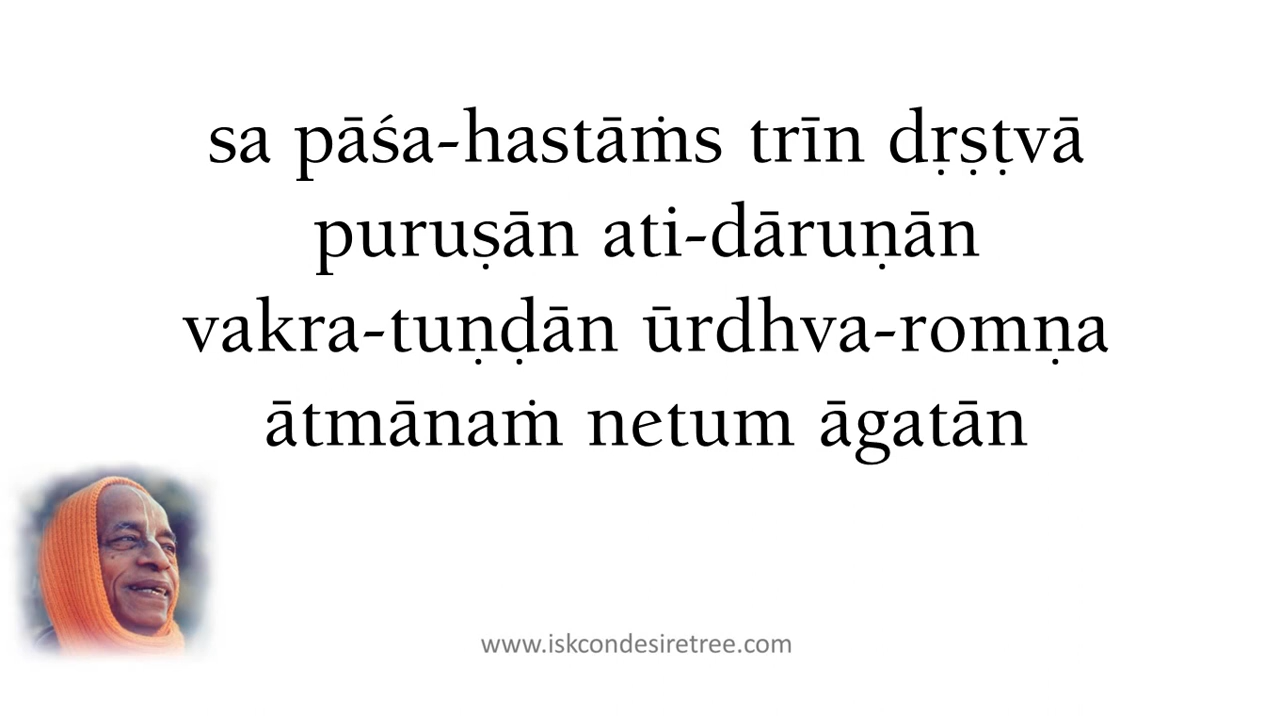 sa pāśa-hastāṁs trīn dṛṣṭvā
puruṣān ati-dāruṇān
vakra-tuṇḍān ūrdhva-romṇa
ātmānaṁ netum āgatān
www.iskcondesiretree.com